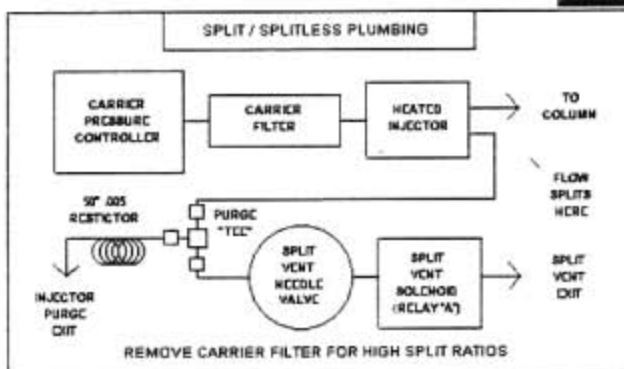 SPLIT / SPLITLESS PLUMBING
CARRIER
PRESSURE
CONTROLLER
CARRIER
FILTER
HEATED
INJECTOR
TO
COLUMN
FLOW
SPLITS
HERE
50" .005
RESTICTOR
PURGE
"TEE"
SPLIT
VENT
NEEDLE
VALVE
SPLIT
VENT
SOLENOID
(RELAY "A")
SPLIT
VENT
EXIT
INJECTOR
PURGE
EXIT
REMOVE CARRIER FILTER FOR HIGH SPLIT RATIOS